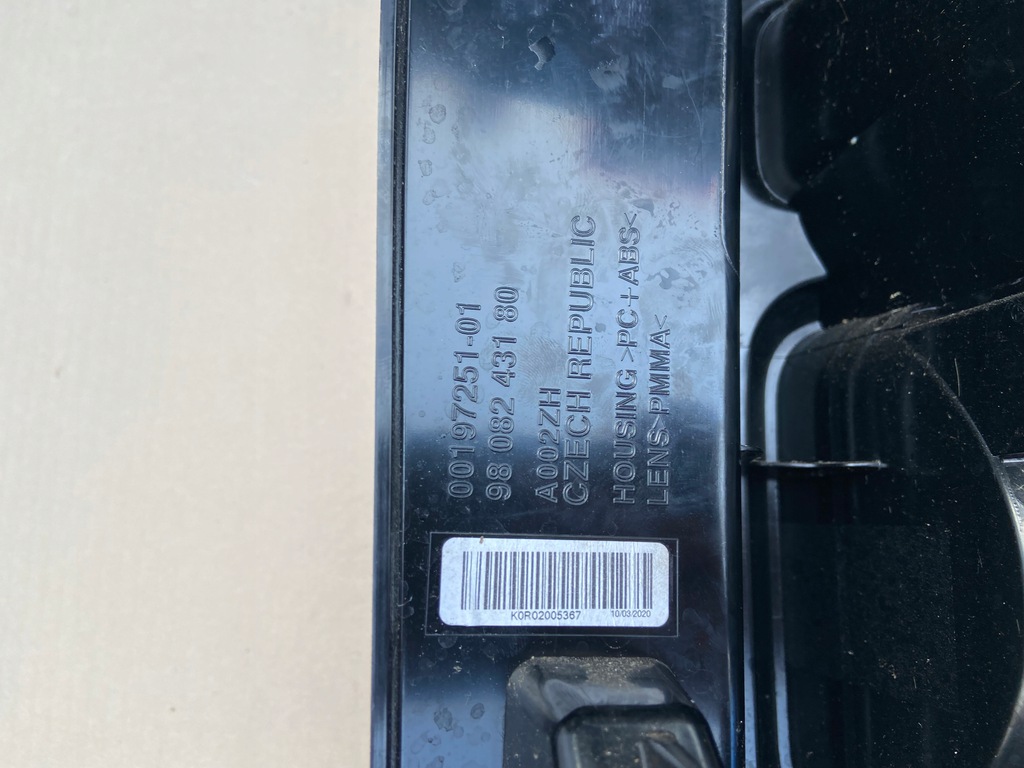 00197251-01
98 082 431 80
A002ZH
CZECH REPUBLIC
HOUSING >PC+ABS<
LENS>PMMA<
K0R02005367 10/03/2020